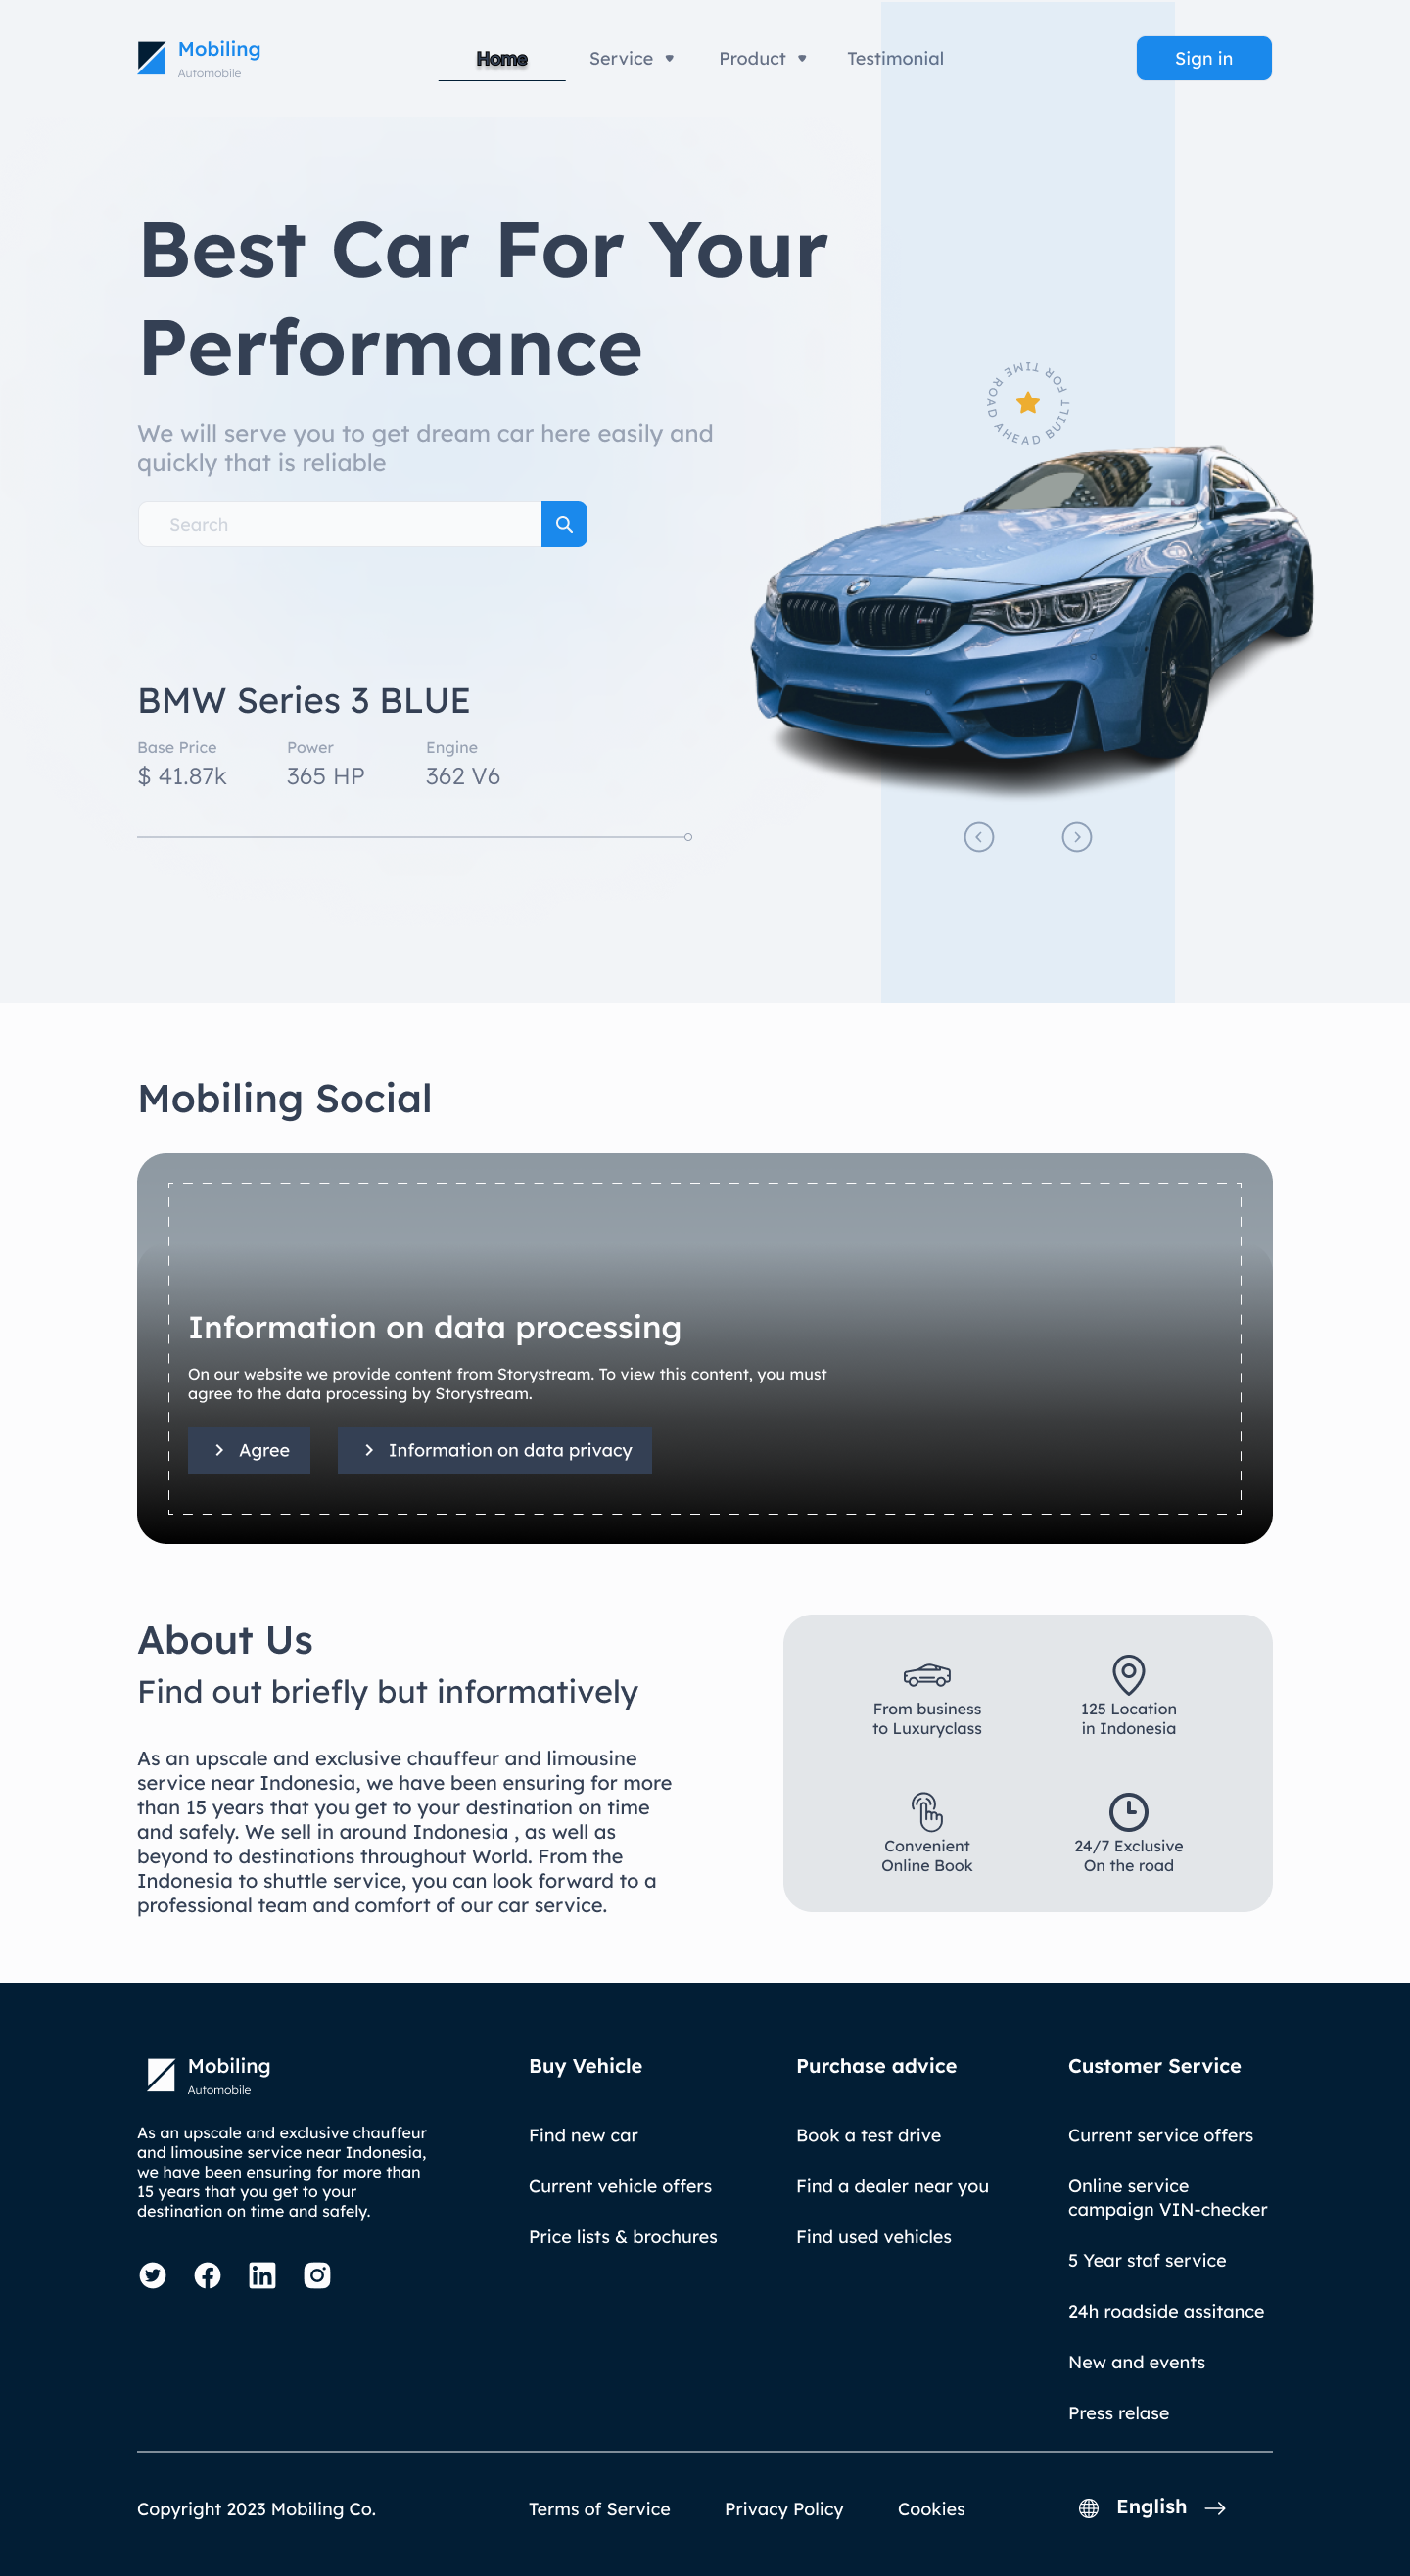 Mobiling
Automobile
Home
Service
Product
Testimonial
Sign in
Best Car For Your
Performance
ROAD AHEAD BUILT FOR TIME
We will serve you to get dream car here easily and
quickly that is reliable
Search
BMW Series 3 BLUE
Base Price
Power
Engine
$ 41.87k
365 HP
362 V6
Mobiling Social
Information on data processing
On our website we provide content from Storystream. To view this content, you must
agree to the data processing by Storystream.
Agree
Information on data privacy
About Us
Find out briefly but informatively
As an upscale and exclusive chauffeur and limousine
service near Indonesia, we have been ensuring for more
than 15 years that you get to your destination on time
and safely. We sell in around Indonesia , as well as
beyond to destinations throughout World. From the
Indonesia to shuttle service, you can look forward to a
professional team and comfort of our car service.
From business
to Luxuryclass
125 Location
in Indonesia
Convenient
Online Book
24/7 Exclusive
On the road
Mobiling
Automobile
As an upscale and exclusive chauffeur
and limousine service near Indonesia,
we have been ensuring for more than
15 years that you get to your
destination on time and safely.
Buy Vehicle
Find new car
Current vehicle offers
Price lists & brochures
Purchase advice
Book a test drive
Find a dealer near you
Find used vehicles
Customer Service
Current service offers
Online service
campaign VIN-checker
5 Year staf service
24h roadside assitance
New and events
Press relase
Copyright 2023 Mobiling Co.
Terms of Service
Privacy Policy
Cookies
English